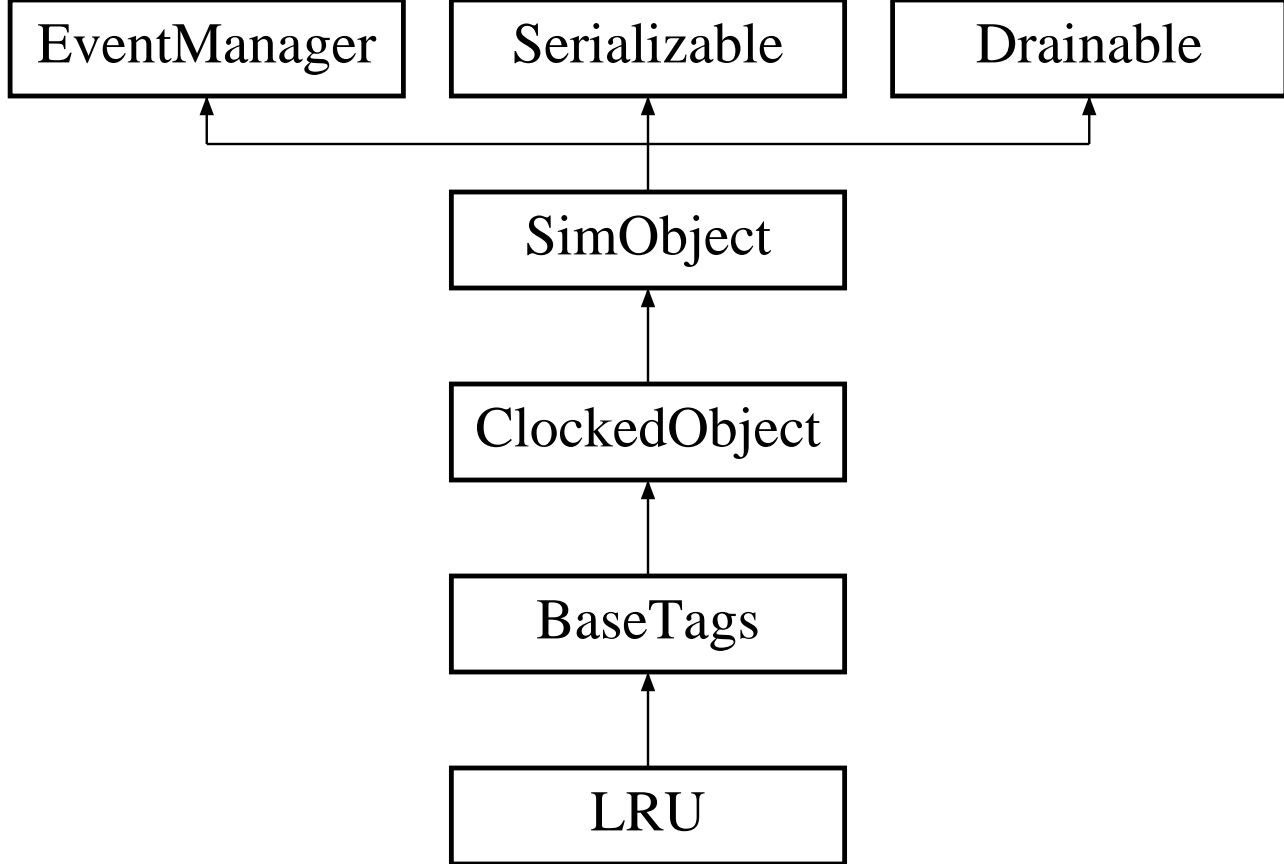 EventManager
Serializable
Drainable
SimObject
ClockedObject
BaseTags
LRU